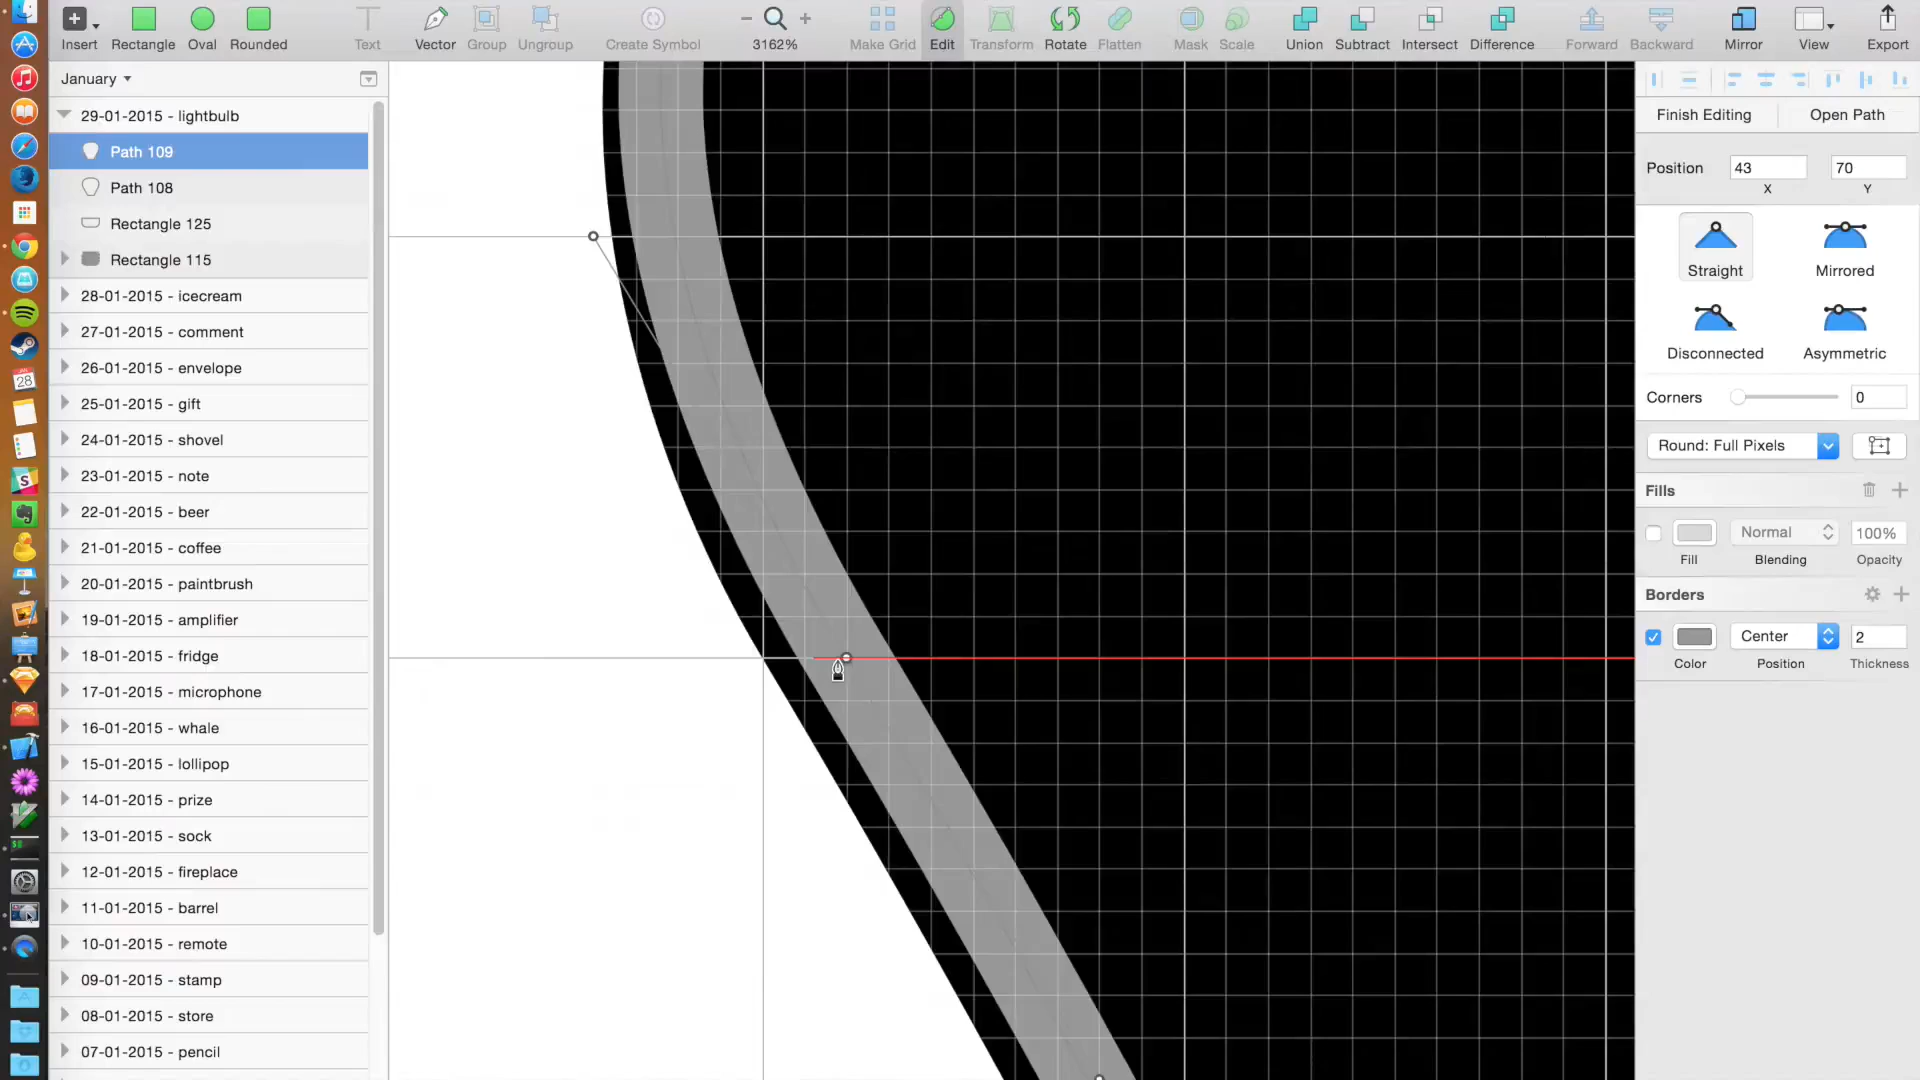 Insert
Rectangle
Oval
Rounded
Text
Vector
Group
Ungroup
Create Symbol
3162%
Make Grid
Edit
Transform
Rotate
Flatten
Mask
Scale
Union
Subtract
Intersect
Difference
Forward
Backward
Mirror
View
Export
January
29-01-2015 - lightbulb
Path 109
Path 108
Rectangle 125
Rectangle 115
28-01-2015 - icecream
27-01-2015 - comment
26-01-2015 - envelope
25-01-2015 - gift
24-01-2015 - shovel
23-01-2015 - note
22-01-2015 - beer
21-01-2015 - coffee
20-01-2015 - paintbrush
19-01-2015 - amplifier
18-01-2015 - fridge
17-01-2015 - microphone
16-01-2015 - whale
15-01-2015 - lollipop
14-01-2015 - prize
13-01-2015 - sock
12-01-2015 - fireplace
11-01-2015 - barrel
10-01-2015 - remote
09-01-2015 - stamp
08-01-2015 - store
07-01-2015 - pencil
Finish Editing
Open Path
Position
43
70
X
Y
Straight
Mirrored
Disconnected
Asymmetric
Corners
0
Round: Full Pixels
Fills
Normal
100%
Fill
Blending
Opacity
Borders
Center
2
Color
Position
Thickness